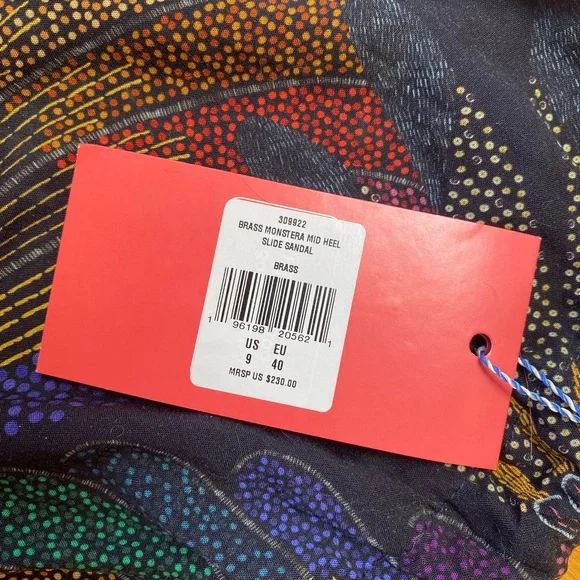 309922
BRASS MONSTERA MID HEEL
SLIDE SANDAL
BRASS
1 96198 20562 1
US EU
9 40
MRSP US $230.00